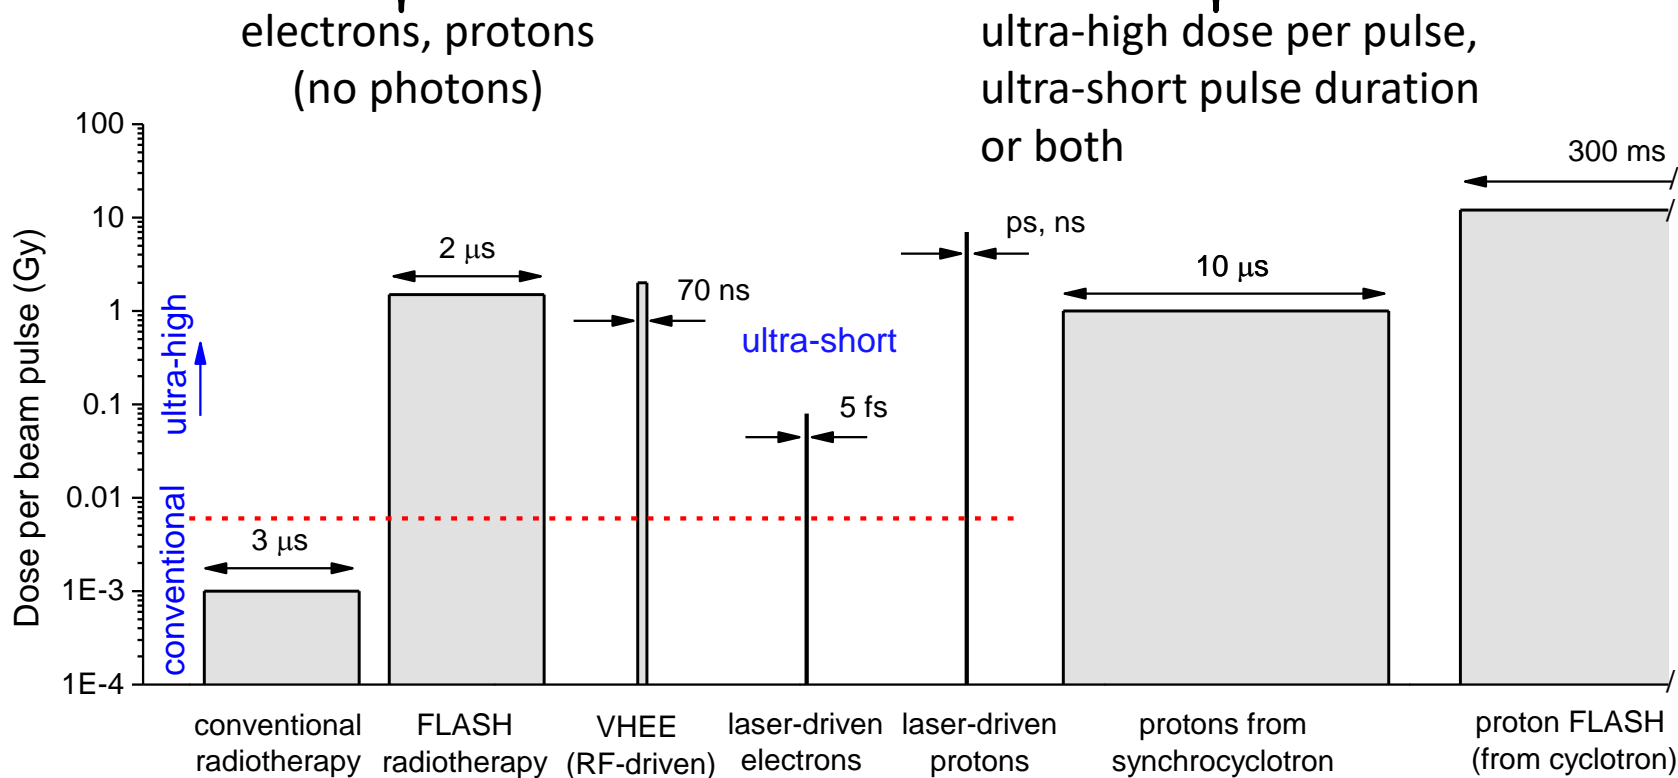 electrons, protons
(no photons)
ultra-high dose per pulse,
ultra-short pulse duration
or both
Dose per beam pulse (Gy)
100
10
1
0.1
0.01
1E-3
1E-4
ultra-high
conventional
3 μs
2 μs
70 ns
ultra-short
5 fs
ps, ns
10 μs
300 ms
conventional
radiotherapy
FLASH
radiotherapy
VHEE
(RF-driven)
laser-driven
electrons
laser-driven
protons
protons from
synchrocyclotron
proton FLASH
(from cyclotron)